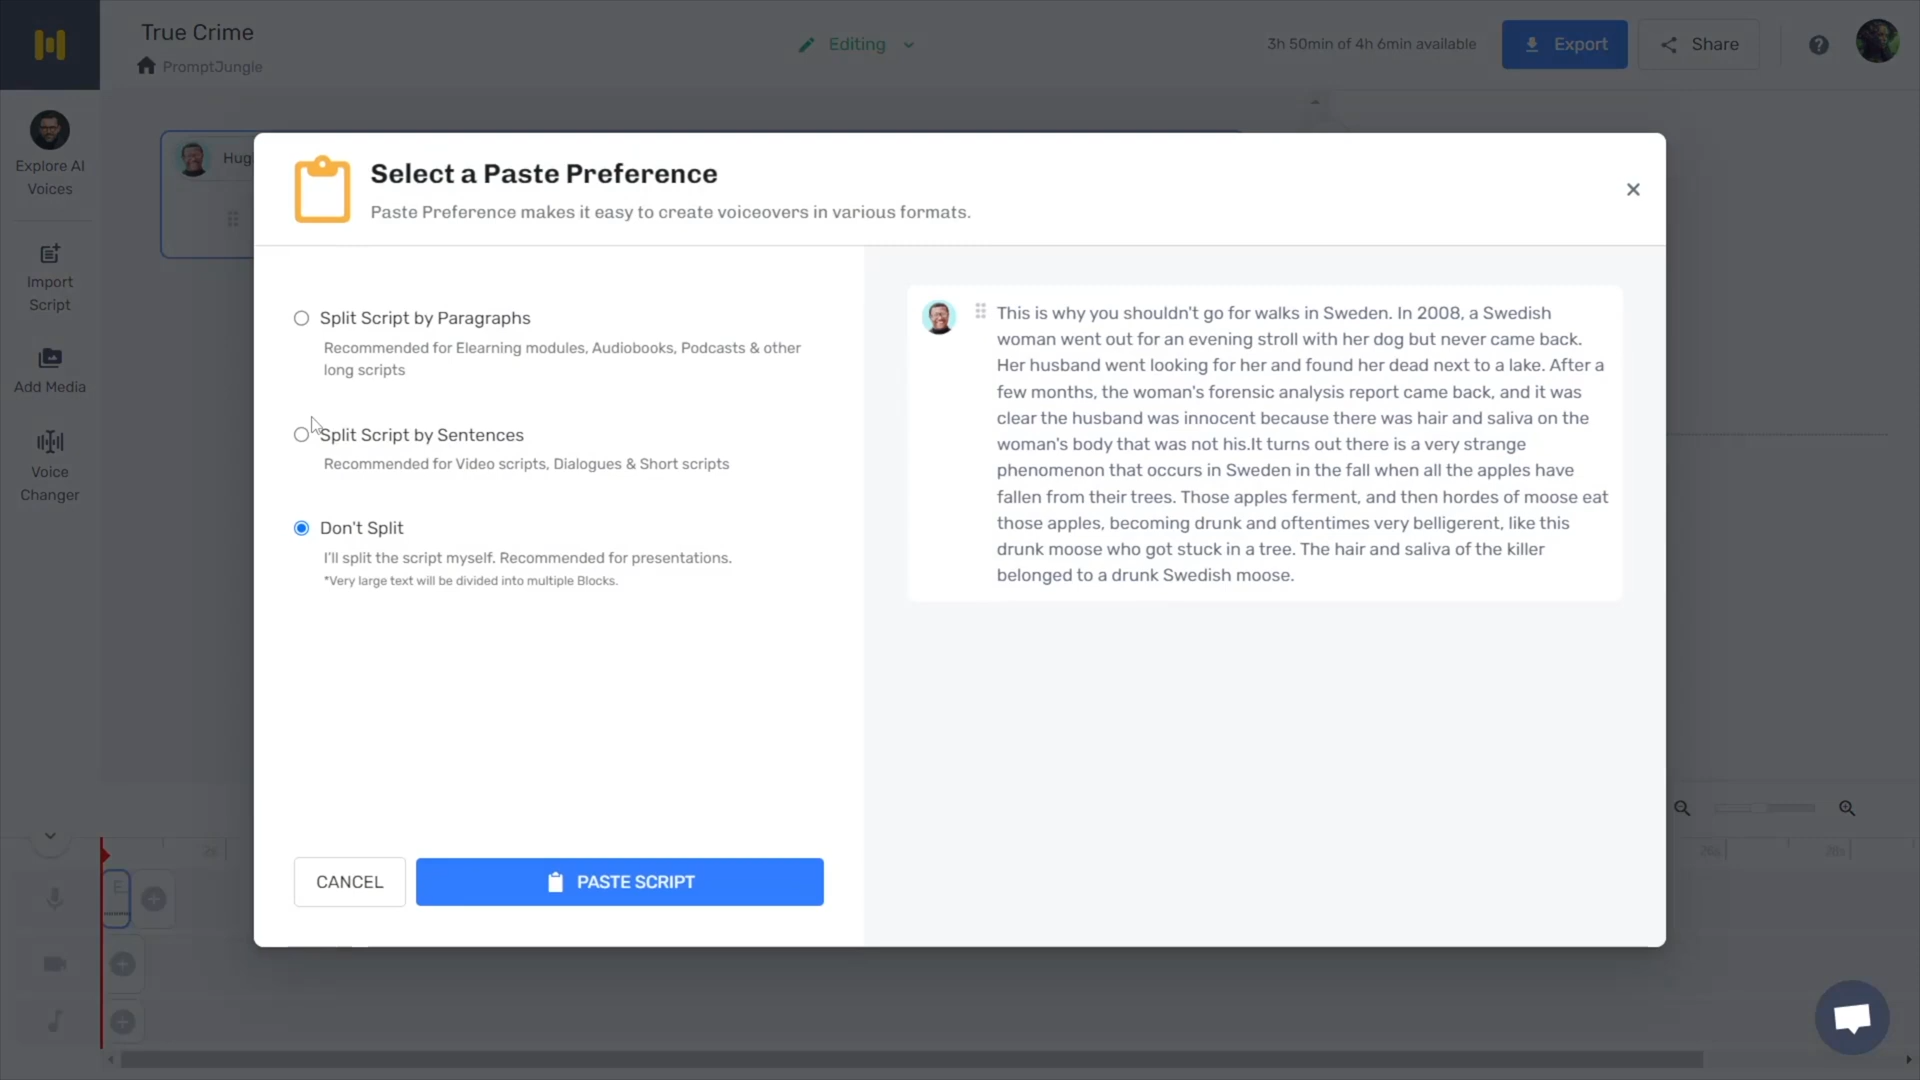 True Crime
PromptJungle
Editing
3h 50min of 4h 6min available
Export
Share
Explore AI
Voices
Import
Script
Add Media
Voice
Changer
Select a Paste Preference
Paste Preference makes it easy to create voiceovers in various formats.
Split Script by Paragraphs
Recommended for Elearning modules, Audiobooks, Podcasts & other
long scripts
Split Script by Sentences
Recommended for Video scripts, Dialogues & Short scripts
Don't Split
I'll split the script myself. Recommended for presentations.
*Very large text will be divided into multiple Blocks.
CANCEL
PASTE SCRIPT
This is why you shouldn't go for walks in Sweden. In 2008, a Swedish
woman went out for an evening stroll with her dog but never came back.
Her husband went looking for her and found her dead next to a lake. After a
few months, the woman's forensic analysis report came back, and it was
clear the husband was innocent because there was hair and saliva on the
woman's body that was not his.It turns out there is a very strange
phenomenon that occurs in Sweden in the fall when all the apples have
fallen from their trees. Those apples ferment, and then hordes of moose eat
those apples, becoming drunk and oftentimes very belligerent, like this
drunk moose who got stuck in a tree. The hair and saliva of the killer
belonged to a drunk Swedish moose.
26s
28s